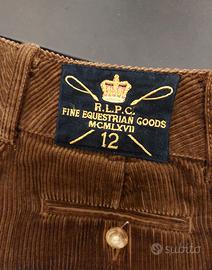 R.L.P.C.
FINE EQUESTRIAN GOODS
MCMLXVII
12
subito